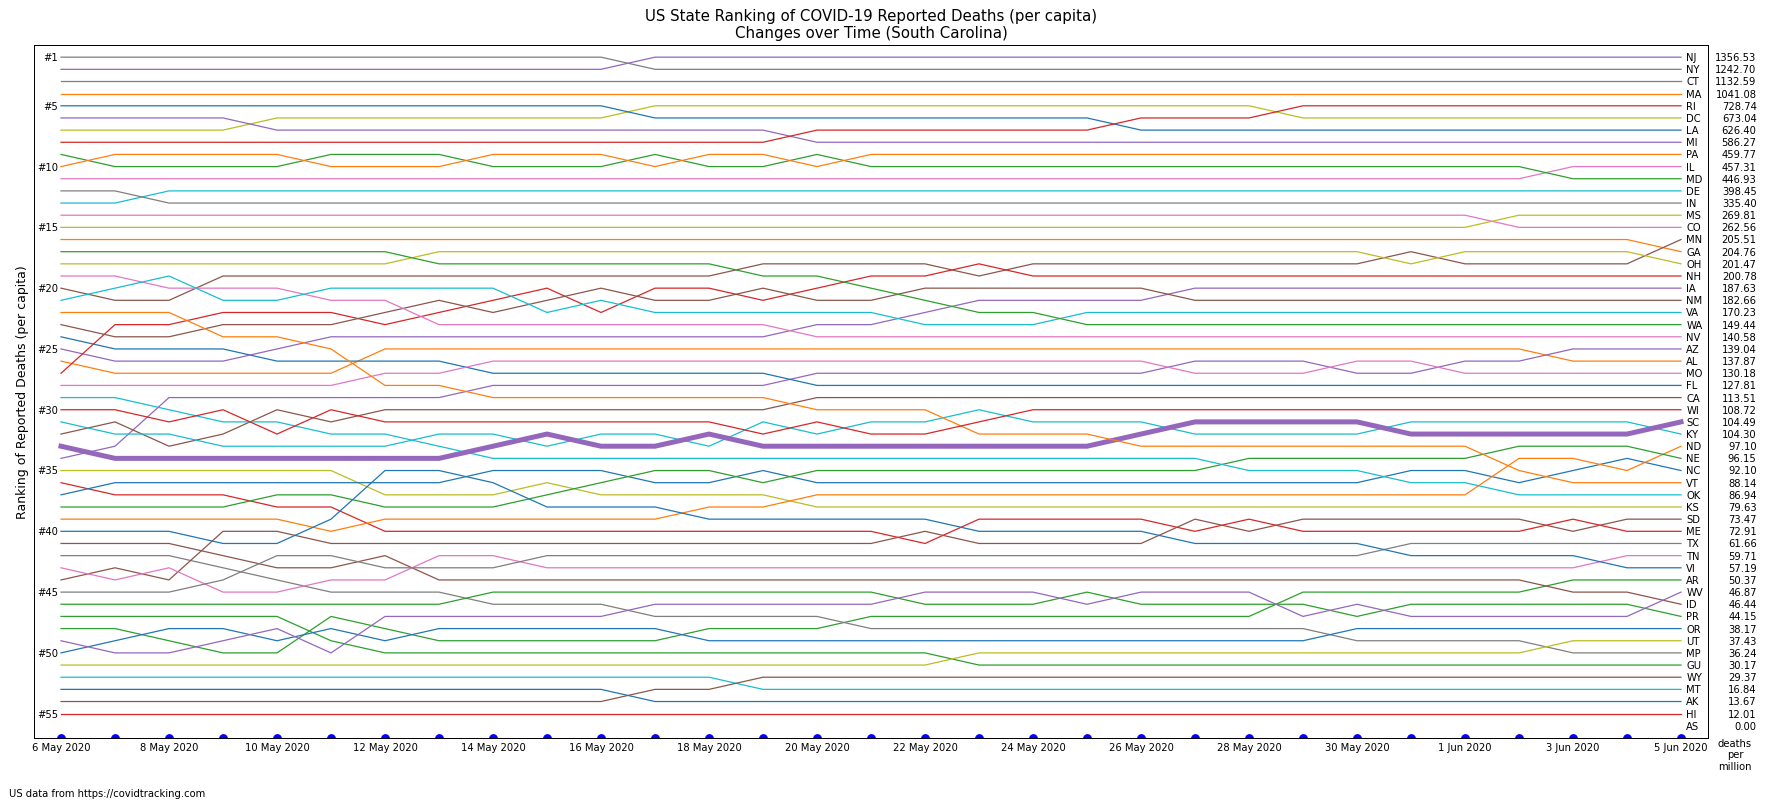 US State Ranking of COVID-19 Reported Deaths (per capita)
Changes over Time (South Carolina)
Ranking of Reported Deaths (per capita)
#1
#5
#10
#15
#20
#25
#30
#35
#40
#45
#50
#55
NJ 1356.53
NY 1242.70
CT 1132.59
MA 1041.08
RI 728.74
DC 673.04
LA 626.40
MI 586.27
PA 459.77
IL 457.31
MD 446.93
DE 398.45
IN 335.40
MS 269.81
CO 262.56
MN 205.51
GA 204.76
OH 201.47
NH 200.78
IA 187.63
NM 182.66
VA 170.23
WA 149.44
NV 140.58
AZ 139.04
AL 137.87
MO 130.18
FL 127.81
CA 113.51
WI 108.72
SC 104.49
KY 104.30
ND 97.10
NE 96.15
NC 92.10
VT 88.14
OK 86.94
KS 79.63
SD 73.47
ME 72.91
TX 61.66
TN 59.71
VI 57.19
AR 50.37
WV 46.87
ID 46.44
PR 44.15
OR 38.17
UT 37.43
MP 36.24
GU 30.17
WY 29.37
MT 16.84
AK 13.67
HI 12.01
AS 0.00
6 May 2020 8 May 2020 10 May 2020 12 May 2020 14 May 2020 16 May 2020 18 May 2020 20 May 2020 22 May 2020 24 May 2020 26 May 2020 28 May 2020 30 May 2020 1 Jun 2020 3 Jun 2020 5 Jun 2020
deaths
per
million
US data from https://covidtracking.com